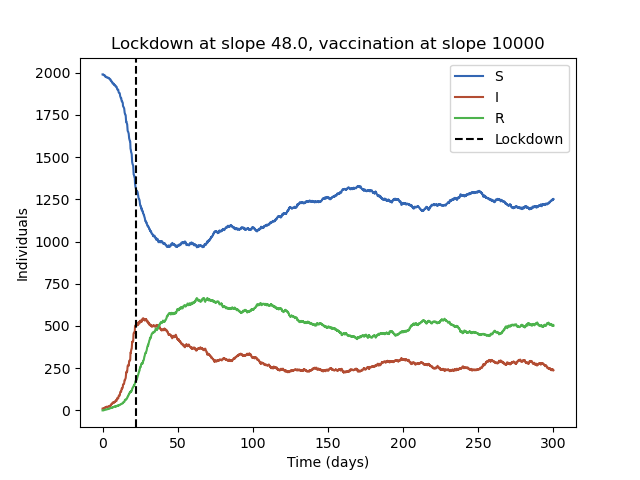 Lockdown at slope 48.0, vaccination at slope 10000
S
I
R
Lockdown
Individuals
2000
1750
1500
1250
1000
750
500
250
0
0 50 100 150 200 250 300
Time (days)